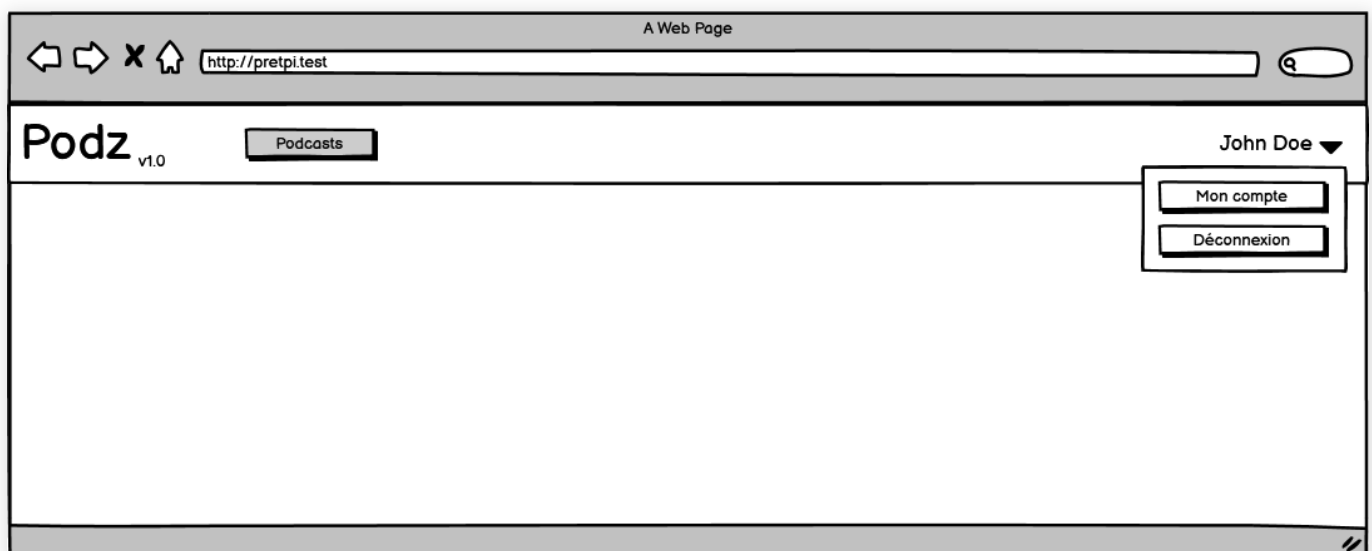 A Web Page
http://pretpi.test
Podz v1.0
Podcasts
John Doe
Mon compte
Déconnexion